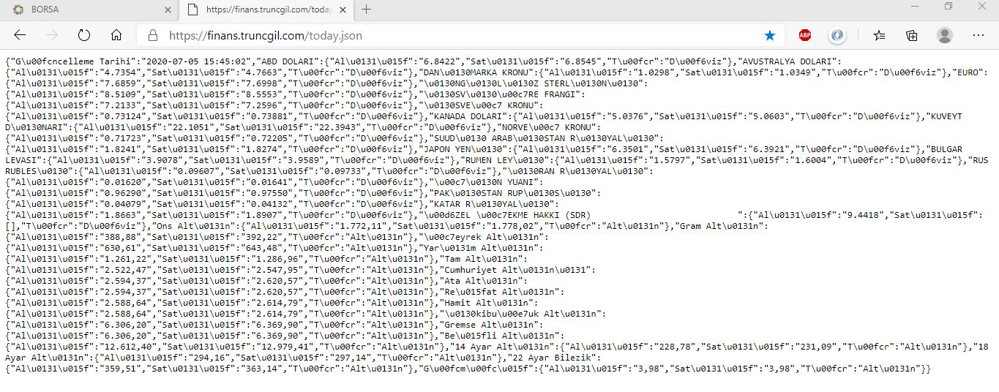 BORSA
https://finans.truncgil.com/today
https://finans.truncgil.com/today.json
ABP
{"G\u00fcncelleme Tarihi":"2020-07-05 15:45:02","ABD DOLARI":{"Al\u0131\u015f":"6.8422","Sat\u0131\u015f":"6.8545","T\u00fcr":"D\u00f6viz"},"AVUSTRALYA DOLARI":
{"Al\u0131\u015f":"4.7354","Sat\u0131\u015f":"4.7663","T\u00fcr":"D\u00f6viz"},"DAN\u0130MARKA KRONU":{"Al\u0131\u015f":"1.0298","Sat\u0131\u015f":"1.0349","T\u00fcr":"D\u00f6viz"},"EURO":
{"Al\u0131\u015f":"7.6859","Sat\u0131\u015f":"7.6998","T\u00fcr":"D\u00f6viz"},"\u0130NG\u0130L\u0130Z STERL\u0130N\u0130":
{"Al\u0131\u015f":"8.5109","Sat\u0131\u015f":"8.5553","T\u00fcr":"D\u00f6viz"},"\u0130SV\u0130\u00c7RE FRANGI":
{"Al\u0131\u015f":"7.2133","Sat\u0131\u015f":"7.2596","T\u00fcr":"D\u00f6viz"},"\u0130SVE\u00c7 KRONU":
{"Al\u0131\u015f":"0.73124","Sat\u0131\u015f":"0.73881","T\u00fcr":"D\u00f6viz"},"KANADA DOLARI":{"Al\u0131\u015f":"5.0376","Sat\u0131\u015f":"5.0603","T\u00fcr":"D\u00f6viz"},"KUVEYT
D\u0130NARI":{"Al\u0131\u015f":"22.1051","Sat\u0131\u015f":"22.3943","T\u00fcr":"D\u00f6viz"},"NORVE\u00c7 KRONU":
{"Al\u0131\u015f":"0.71723","Sat\u0131\u015f":"0.72205","T\u00fcr":"D\u00f6viz"},"SUUD\u0130 ARAB\u0130STAN R\u0130YAL\u0130":
{"Al\u0131\u015f":"1.8241","Sat\u0131\u015f":"1.8274","T\u00fcr":"D\u00f6viz"},"JAPON YEN\u0130":{"Al\u0131\u015f":"6.3501","Sat\u0131\u015f":"6.3921","T\u00fcr":"D\u00f6viz"},"BULGAR
LEVASI":{"Al\u0131\u015f":"3.9078","Sat\u0131\u015f":"3.9589","T\u00fcr":"D\u00f6viz"},"RUMEN LEY\u0130":{"Al\u0131\u015f":"1.5797","Sat\u0131\u015f":"1.6004","T\u00fcr":"D\u00f6viz"},"RUS
RUBLES\u0130":{"Al\u0131\u015f":"0.09607","Sat\u0131\u015f":"0.09733","T\u00fcr":"D\u00f6viz"},"\u0130RAN R\u0130YAL\u0130":
{"Al\u0131\u015f":"0.01620","Sat\u0131\u015f":"0.01641","T\u00fcr":"D\u00f6viz"},"\u00c7\u0130N YUANI":
{"Al\u0131\u015f":"0.96290","Sat\u0131\u015f":"0.97550","T\u00fcr":"D\u00f6viz"},"PAK\u0130STAN RUP\u0130S\u0130":
{"Al\u0131\u015f":"0.04079","Sat\u0131\u015f":"0.04132","T\u00fcr":"D\u00f6viz"},"KATAR R\u0130YAL\u0130":
{"Al\u0131\u015f":"1.8663","Sat\u0131\u015f":"1.8907","T\u00fcr":"D\u00f6viz"},"\u00d6ZEL \u00c7EKME HAKKI (SDR)                            ":{"Al\u0131\u015f":"9.4418","Sat\u0131\u015f":
[],"T\u00fcr":"D\u00f6viz"},"Ons Alt\u0131n":{"Al\u0131\u015f":"1.772,11","Sat\u0131\u015f":"1.778,02","T\u00fcr":"Alt\u0131n"},"Gram Alt\u0131n":
{"Al\u0131\u015f":"388,88","Sat\u0131\u015f":"392,22","T\u00fcr":"Alt\u0131n"},"\u00c7eyrek Alt\u0131n":
{"Al\u0131\u015f":"630,61","Sat\u0131\u015f":"643,48","T\u00fcr":"Alt\u0131n"},"Yar\u0131m Alt\u0131n":
{"Al\u0131\u015f":"1.261,22","Sat\u0131\u015f":"1.286,96","T\u00fcr":"Alt\u0131n"},"Tam Alt\u0131n":
{"Al\u0131\u015f":"2.522,47","Sat\u0131\u015f":"2.547,95","T\u00fcr":"Alt\u0131n"},"Cumhuriyet Alt\u0131n\u0131":
{"Al\u0131\u015f":"2.594,37","Sat\u0131\u015f":"2.620,57","T\u00fcr":"Alt\u0131n"},"Ata Alt\u0131n":
{"Al\u0131\u015f":"2.594,37","Sat\u0131\u015f":"2.620,57","T\u00fcr":"Alt\u0131n"},"Re\u015fat Alt\u0131n":
{"Al\u0131\u015f":"2.588,64","Sat\u0131\u015f":"2.614,79","T\u00fcr":"Alt\u0131n"},"Hamit Alt\u0131n":
{"Al\u0131\u015f":"2.588,64","Sat\u0131\u015f":"2.614,79","T\u00fcr":"Alt\u0131n"},"\u0130kibu\u00e7uk Alt\u0131n":
{"Al\u0131\u015f":"6.306,20","Sat\u0131\u015f":"6.369,90","T\u00fcr":"Alt\u0131n"},"Gremse Alt\u0131n":
{"Al\u0131\u015f":"6.306,20","Sat\u0131\u015f":"6.369,90","T\u00fcr":"Alt\u0131n"},"Be\u015fli Alt\u0131n":
{"Al\u0131\u015f":"12.612,40","Sat\u0131\u015f":"12.979,41","T\u00fcr":"Alt\u0131n"},"14 Ayar Alt\u0131n":{"Al\u0131\u015f":"228,78","Sat\u0131\u015f":"231,09","T\u00fcr":"Alt\u0131n"},"18
Ayar Alt\u0131n":{"Al\u0131\u015f":"294,16","Sat\u0131\u015f":"297,14","T\u00fcr":"Alt\u0131n"},"22 Ayar Bilezik":
{"Al\u0131\u015f":"359,51","Sat\u0131\u015f":"363,14","T\u00fcr":"Alt\u0131n"},"G\u00fcm\u00fc\u015f":{"Al\u0131\u015f":"3,98","Sat\u0131\u015f":"3,98","T\u00fcr":"Alt\u0131n"}}